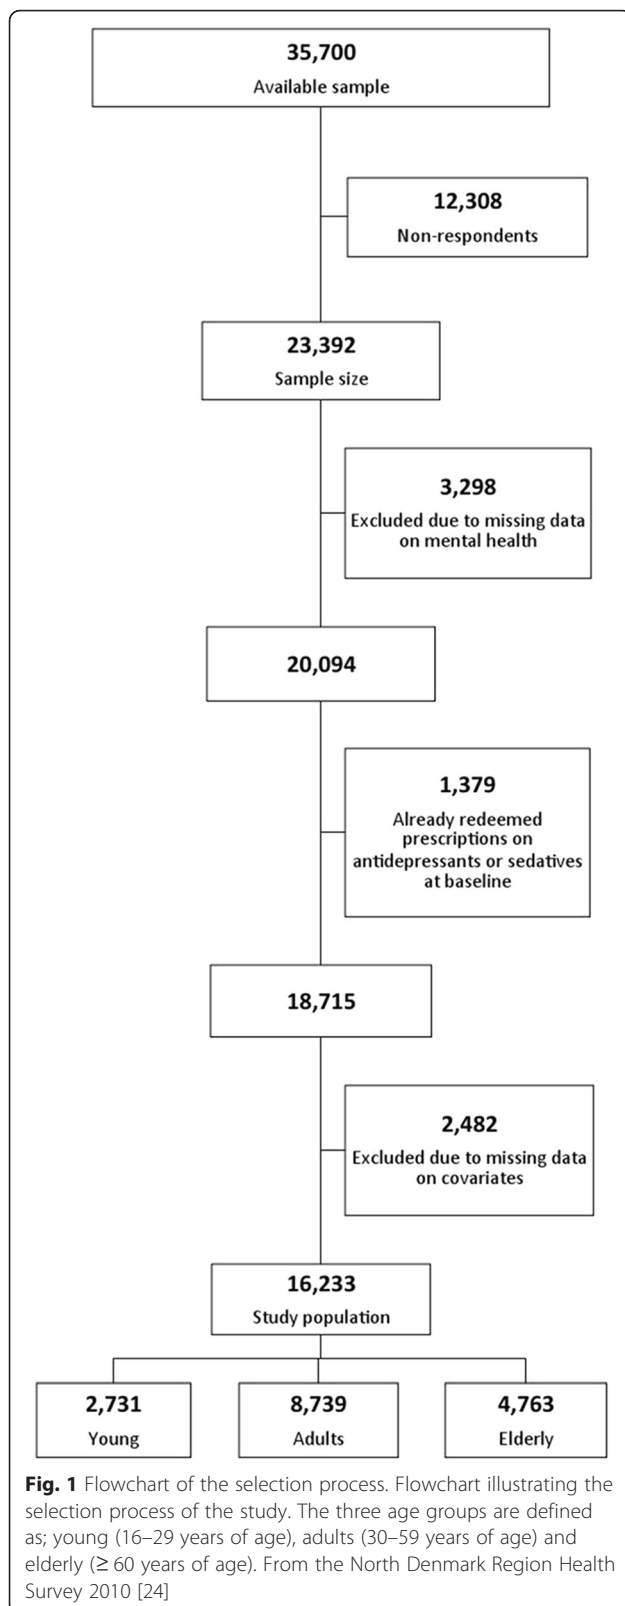 35,700
Available sample
12,308
Non-respondents
23,392
Sample size
3,298
Excluded due to missing data
on mental health
20,094
1,379
Already redeemed
prescriptions on
antidepressants or sedatives
at baseline
18,715
2,482
Excluded due to missing data
on covariates
16,233
Study population
2,731
Young
8,739
Adults
4,763
Elderly
Fig. 1 Flowchart of the selection process. Flowchart illustrating the
selection process of the study. The three age groups are defined
as; young (16–29 years of age), adults (30–59 years of age) and
elderly (≥ 60 years of age). From the North Denmark Region Health
Survey 2010 [24]